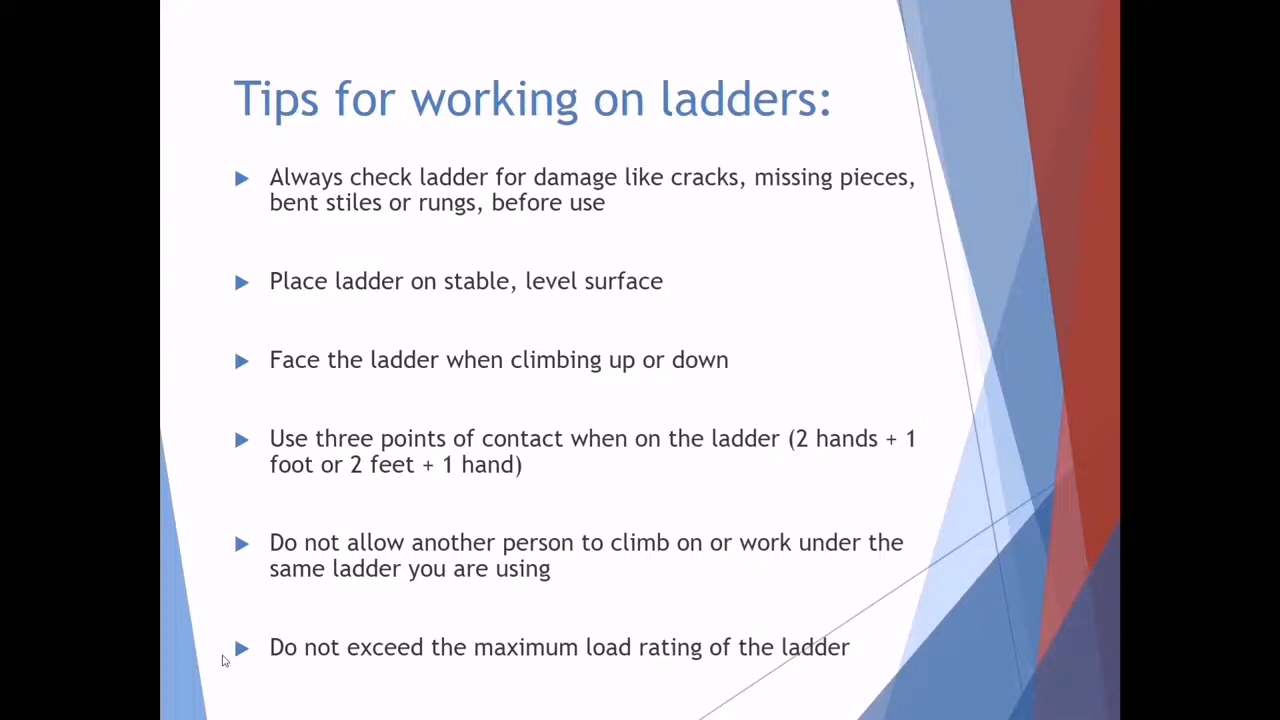 Tips for working on ladders:
Always check ladder for damage like cracks, missing pieces,
bent stiles or rungs, before use
Place ladder on stable, level surface
Face the ladder when climbing up or down
Use three points of contact when on the ladder (2 hands + 1
foot or 2 feet + 1 hand)
Do not allow another person to climb on or work under the
same ladder you are using
Do not exceed the maximum load rating of the ladder